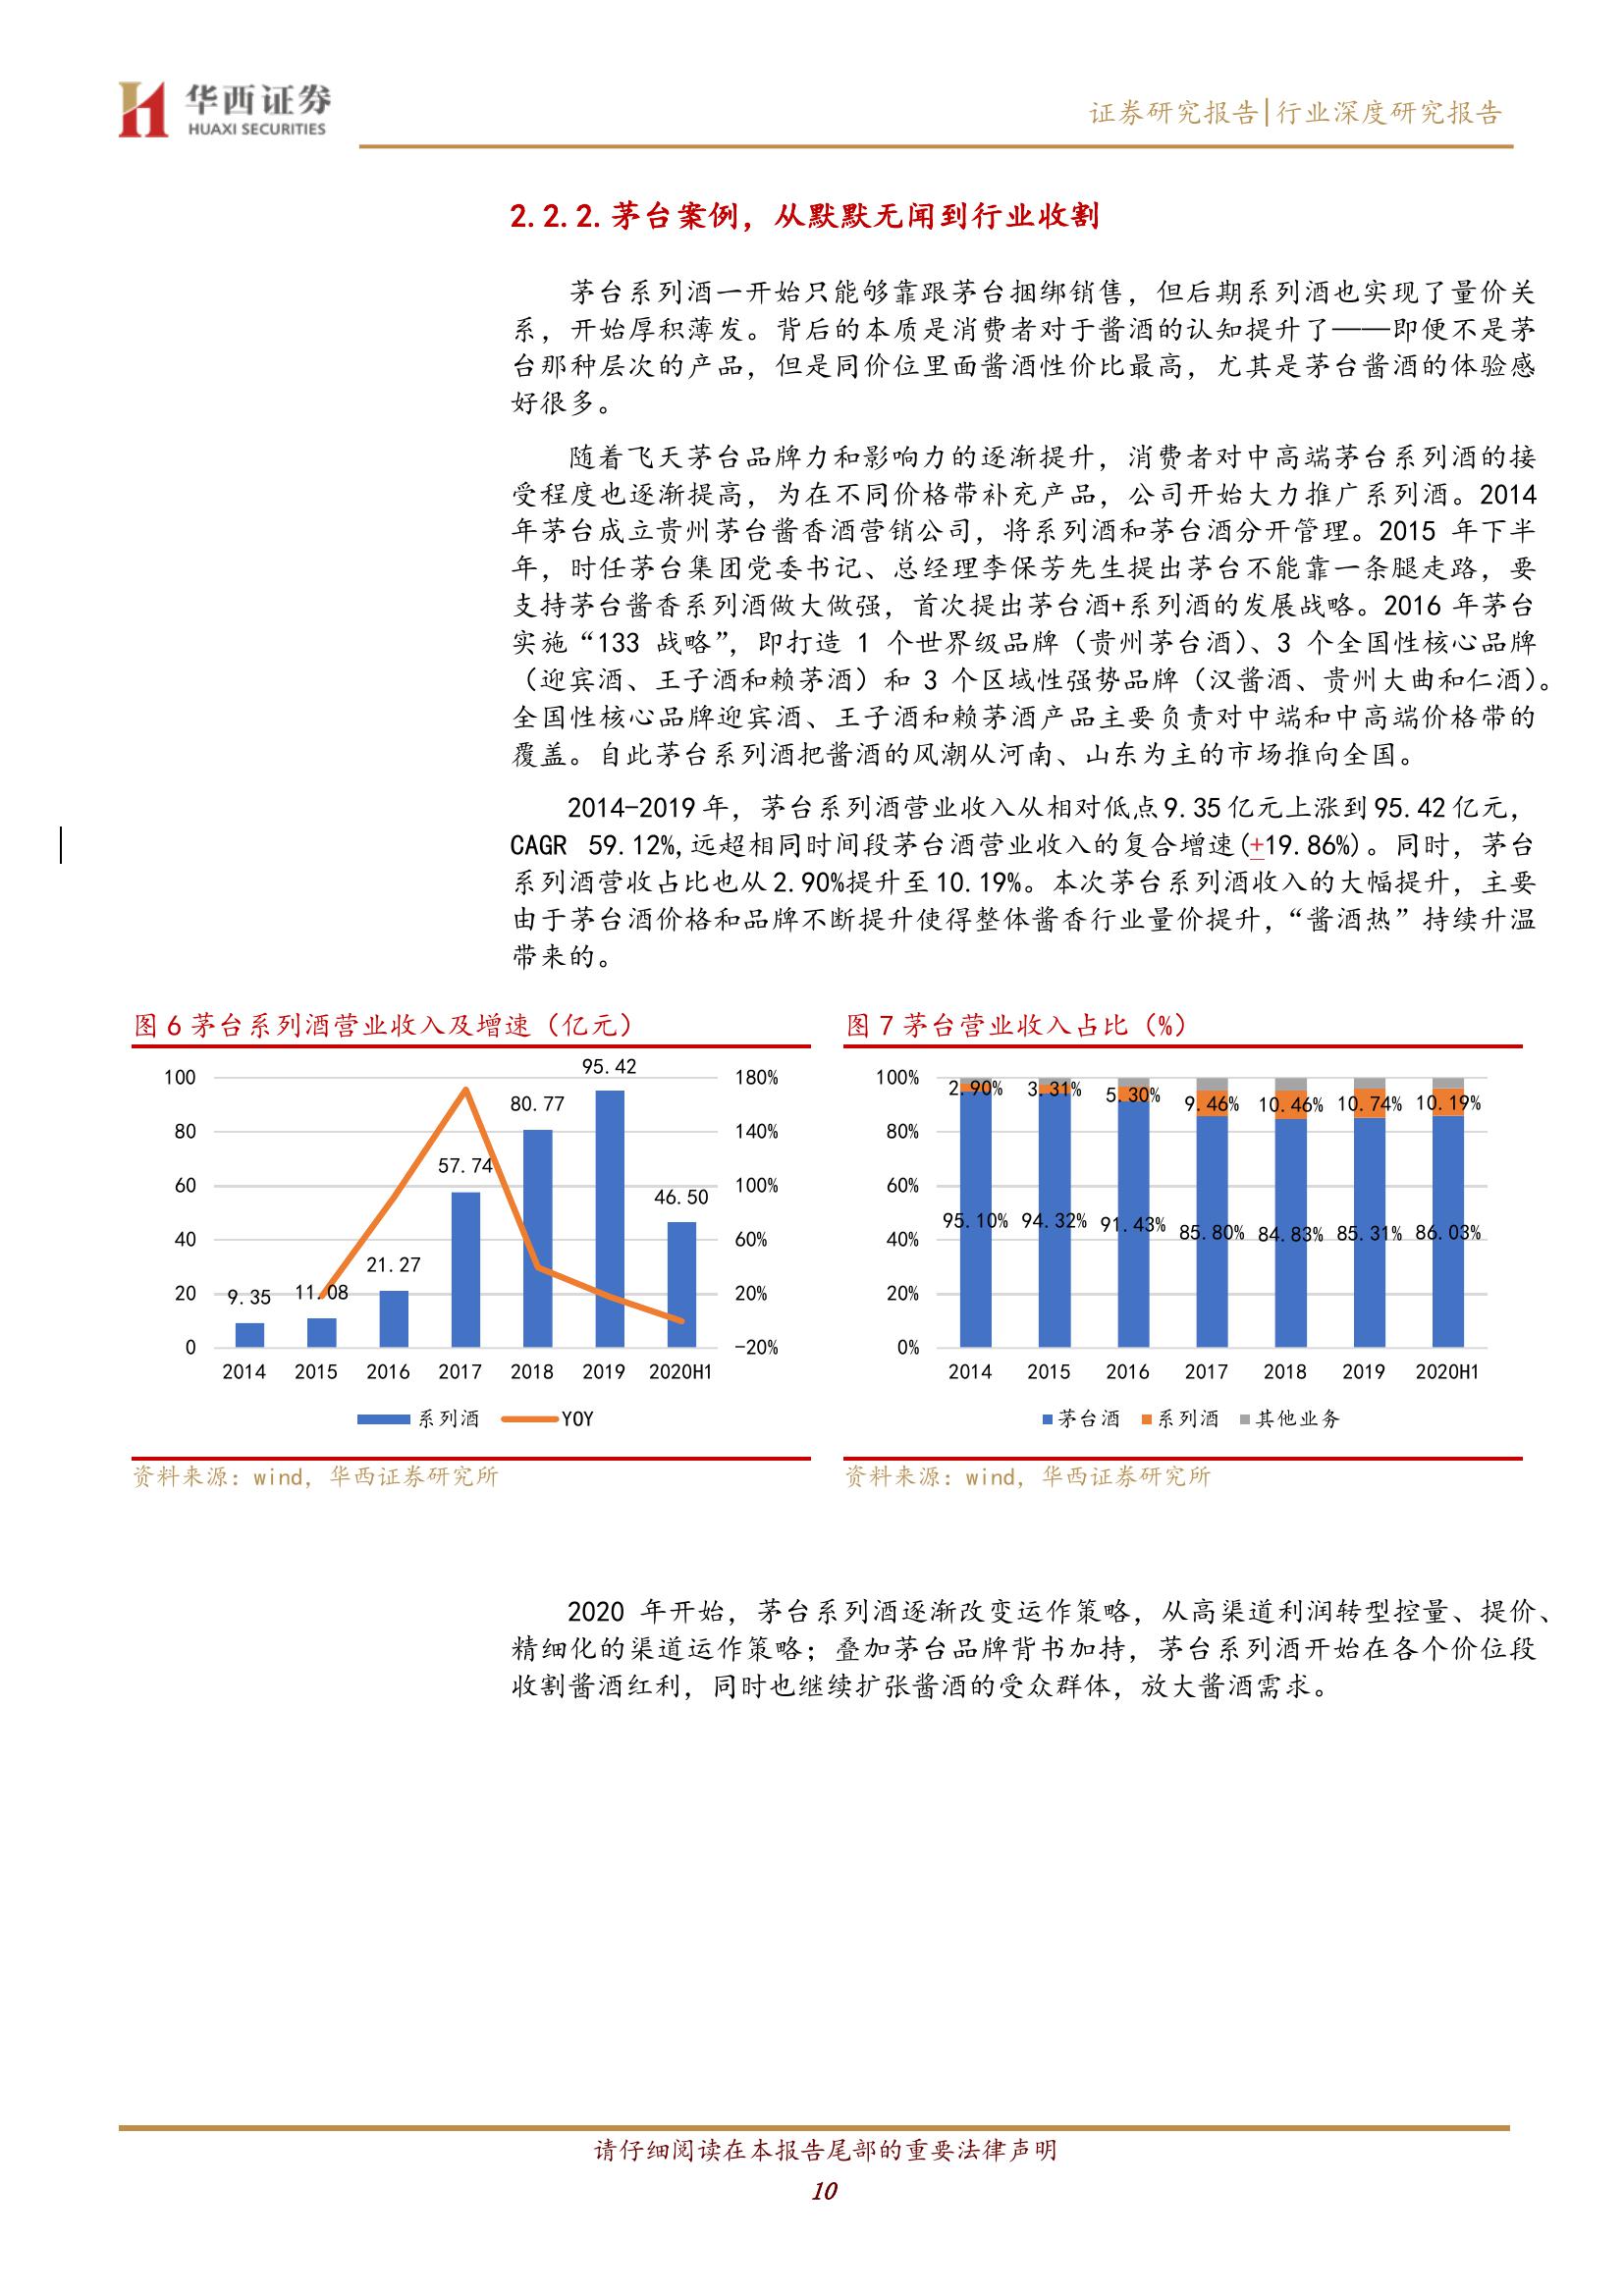 华西证券
HUAXI SECURITIES
证券研究报告|行业深度研究报告
2.2.2.茅台案例，从默默无闻到行业收割
茅台系列酒一开始只能够靠跟茅台捆绑销售，但后期系列酒也实现了量价关
系，开始厚积薄发。背后的本质是消费者对于酱酒的认知提升了——即便不是茅
台那种层次的产品，但是同价位里面酱酒性价比最高，尤其是茅台酱酒的体验感
好很多。
随着飞天茅台品牌力和影响力的逐渐提升，消费者对中高端茅台系列酒的接
受程度也逐渐提高，为在不同价格带补充产品，公司开始大力推广系列酒。2014
年茅台成立贵州茅台酱香酒营销公司，将系列酒和茅台酒分开管理。2015 年下半
年，时任茅台集团党委书记、总经理李保芳先生提出茅台不能靠一条腿走路，要
支持茅台酱香系列酒做大做强，首次提出茅台酒+系列酒的发展战略。2016 年茅台
实施“133 战略”，即打造 1 个世界级品牌（贵州茅台酒）、3 个全国性核心品牌
（迎宾酒、王子酒和赖茅酒）和 3 个区域性强势品牌（汉酱酒、贵州大曲和仁酒）。
全国性核心品牌迎宾酒、王子酒和赖茅酒产品主要负责对中端和中高端价格带的
覆盖。自此茅台系列酒把酱酒的风潮从河南、山东为主的市场推向全国。
2014-2019 年，茅台系列酒营业收入从相对低点 9.35 亿元上涨到 95.42 亿元，
CAGR 59.12%,远超相同时间段茅台酒营业收入的复合增速(+19.86%)。同时，茅台
系列酒营收占比也从 2.90%提升至 10.19%。本次茅台系列酒收入的大幅提升，主要
由于茅台酒价格和品牌不断提升使得整体酱香行业量价提升，“酱酒热”持续升温
带来的。
图 6 茅台系列酒营业收入及增速（亿元）
100
80
60
40
20
0
180%
140%
100%
60%
20%
-20%
9.35
11.08
21.27
57.74
80.77
95.42
46.50
2014 2015 2016 2017 2018 2019 2020H1
系列酒 YOY
资料来源：wind，华西证券研究所
图 7 茅台营业收入占比（%）
100%
80%
60%
40%
20%
0%
2.90% 3.31% 5.30% 9.46% 10.46% 10.74% 10.19%
95.10% 94.32% 91.43% 85.80% 84.83% 85.31% 86.03%
2014 2015 2016 2017 2018 2019 2020H1
茅台酒 系列酒 其他业务
资料来源：wind，华西证券研究所
2020 年开始，茅台系列酒逐渐改变运作策略，从高渠道利润转型控量、提价、
精细化的渠道运作策略；叠加茅台品牌背书加持，茅台系列酒开始在各个价位段
收割酱酒红利，同时也继续扩张酱酒的受众群体，放大酱酒需求。
请仔细阅读在本报告尾部的重要法律声明
10